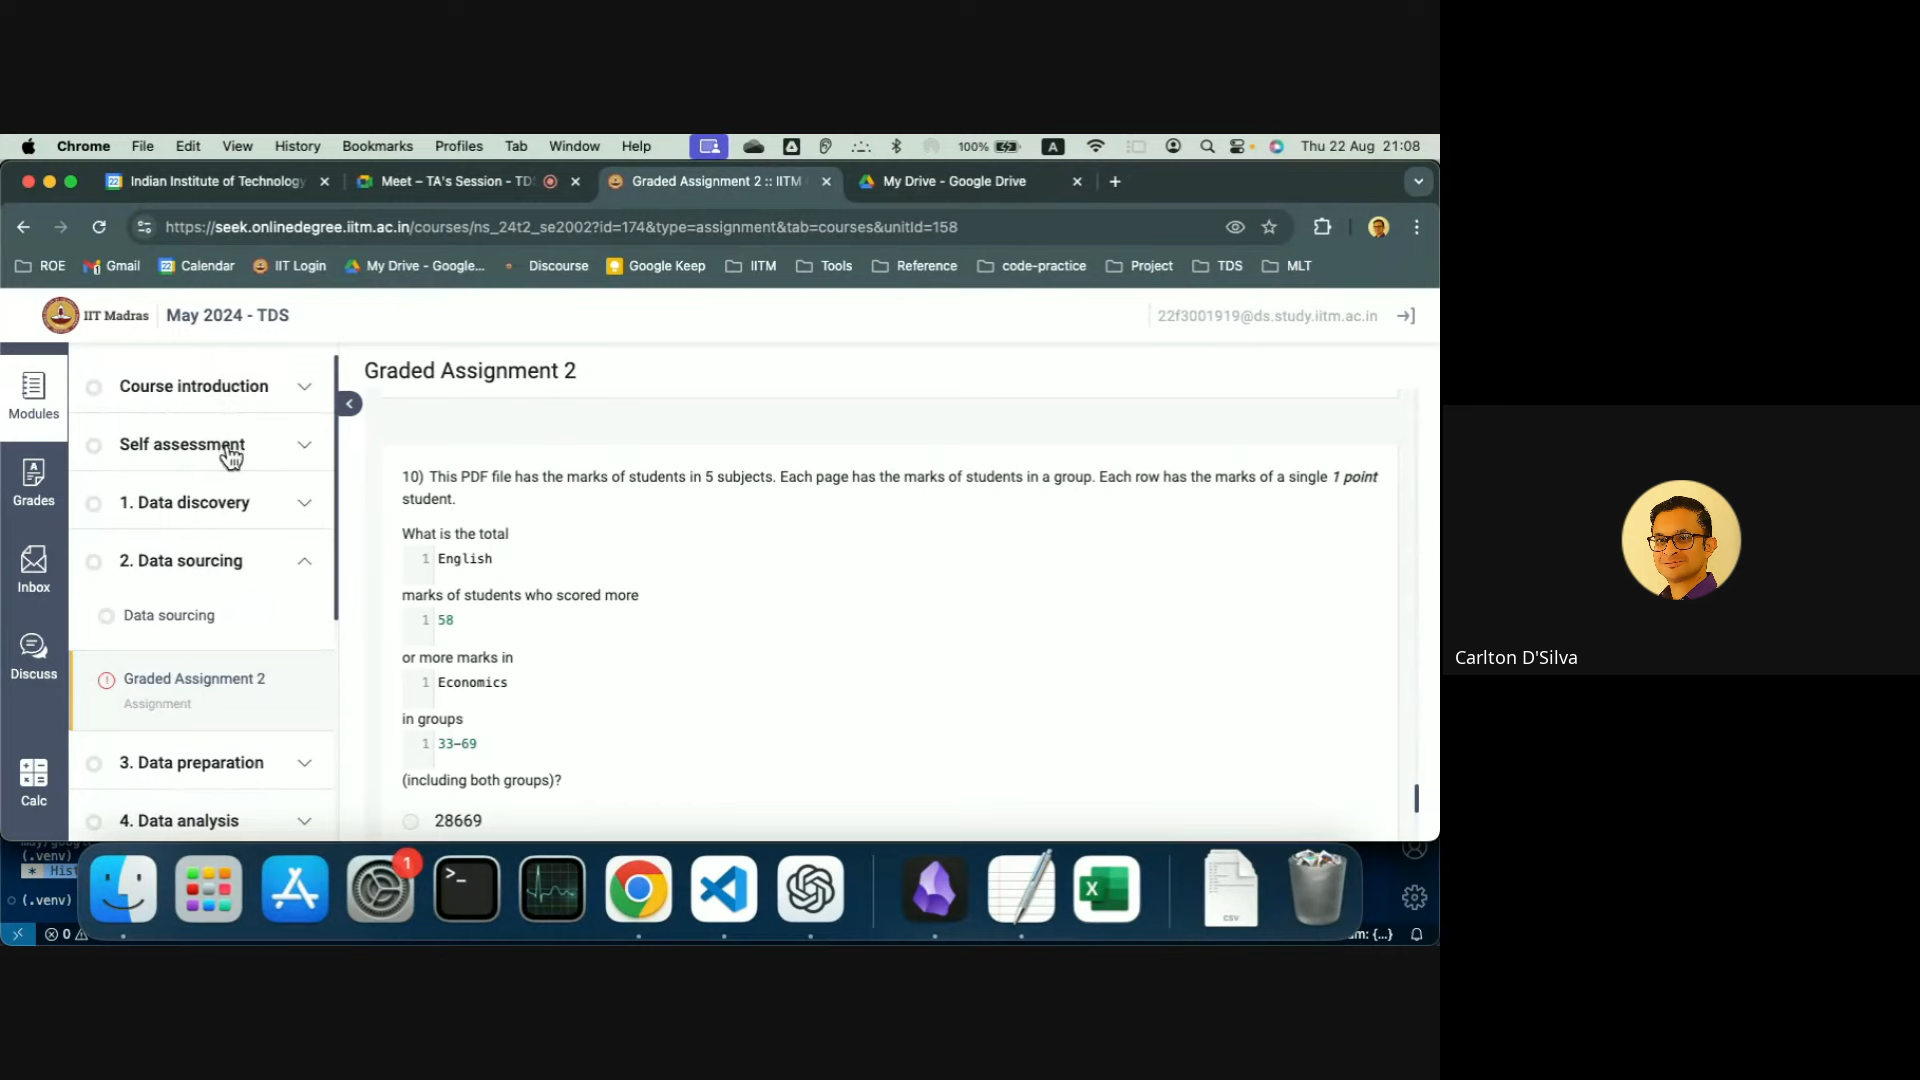 Chrome File Edit View History Bookmarks Profiles Tab Window Help 100% A Thu 22 Aug 21:08
Indian Institute of Technology Meet – TA's Session - TD Graded Assignment 2 :: IITM My Drive - Google Drive
https://seek.onlinedegree.iitm.ac.in/courses/ns_24t2_se2002?id=174&type=assignment&tab=courses&unitId=158
ROE Gmail Calendar IIT Login My Drive - Google... Discourse Google Keep IITM Tools Reference code-practice Project TDS MLT
IIT Madras May 2024 - TDS 22f3001919@ds.study.iitm.ac.in
Modules
Grades
Inbox
Discuss
Calc
Course introduction
Self assessment
1. Data discovery
2. Data sourcing
Data sourcing
Graded Assignment 2
Assignment
3. Data preparation
4. Data analysis
Graded Assignment 2
10) This PDF file has the marks of students in 5 subjects. Each page has the marks of students in a group. Each row has the marks of a single 1 point
student.
What is the total
1 English
marks of students who scored more
1 58
or more marks in
1 Economics
in groups
1 33-69
(including both groups)?
28669
(.venv)
* Hist
(.venv)
0
1
CSV
Carlton D'Silva